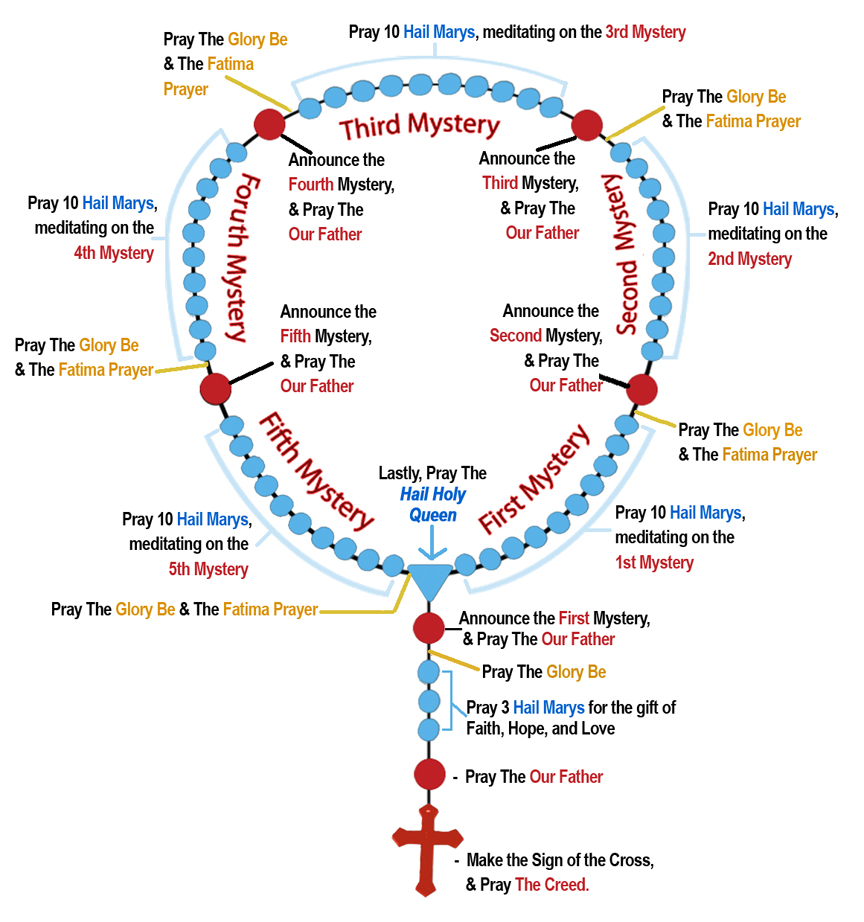 Pray 10 Hail Marys, meditating on the 3rd Mystery
Pray The Glory Be
& The Fatima
Prayer
Third Mystery
Pray The Glory Be
& The Fatima Prayer
Announce the
Fourth Mystery,
& Pray The
Our Father
Announce the
Third Mystery,
& Pray The
Our Father
Pray 10 Hail Marys,
meditating on the
4th Mystery
Foruth Mystery
Second Mystery
Pray 10 Hail Marys,
meditating on the
2nd Mystery
Announce the
Fifth Mystery,
& Pray The
Our Father
Announce the
Second Mystery,
& Pray The
Our Father
Pray The Glory Be
& The Fatima Prayer
Pray The Glory Be
& The Fatima Prayer
Fifth Mystery
First Mystery
Lastly, Pray The
Hail Holy
Queen
Pray 10 Hail Marys,
meditating on the
5th Mystery
Pray 10 Hail Marys,
meditating on the
1st Mystery
Pray The Glory Be & The Fatima Prayer
Announce the First Mystery,
& Pray The Our Father
Pray The Glory Be
Pray 3 Hail Marys for the gift of
Faith, Hope, and Love
- Pray The Our Father
- Make the Sign of the Cross,
& Pray The Creed.